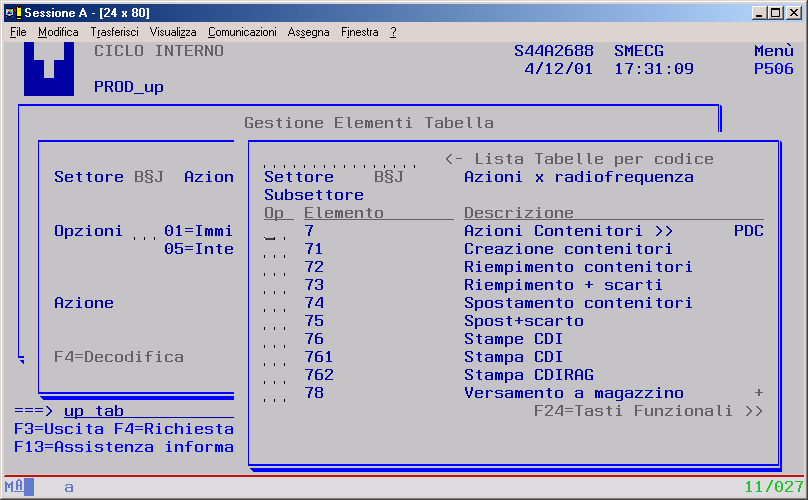 Sessione A - [24 x 80]
File Modifica Trasferisci Visualizza Comunicazioni Assegna Finestra ?
CICLO INTERNO S44A2688 SMECG Menù
4/12/01 17:31:09 P506
PROD_up
Gestione Elementi Tabella
<- Lista Tabelle per codice
Settore B§J Azion
Settore B§J Azioni x radiofrequenza
Subsettore
Op Elemento Descrizione
Opzioni ... 01=Immi
05=Inte
7 Azioni Contenitori >> PDC
71 Creazione contenitori
72 Riempimento contenitori
73 Riempimento + scarti
Azione
74 Spostamento contenitori
75 Spost+scarto
76 Stampe CDI
F4=Decodifica
761 Stampa CDI
762 Stampa CDIRAG
78 Versamento a magazzino +
F24=Tasti Funzionali >>
===> up tab
F3=Uscita F4=Richiesta
F13=Assistenza informa
MA a 11/027